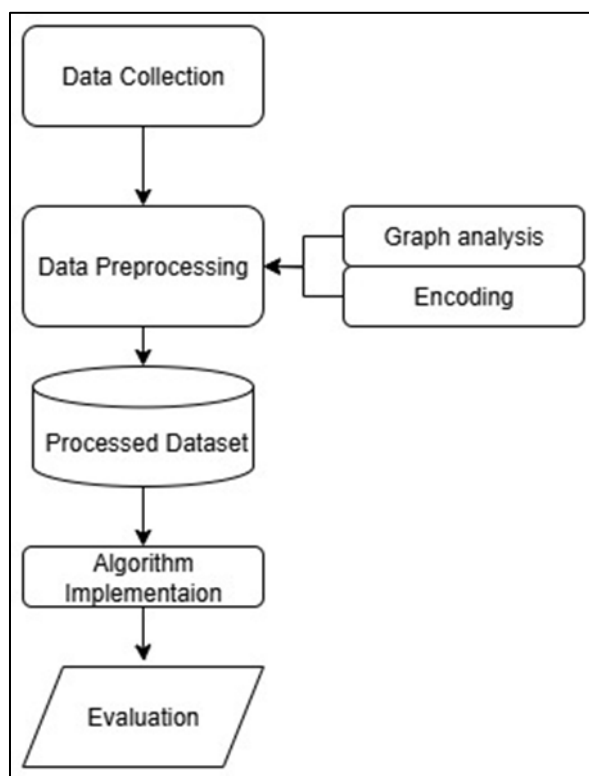 Data Collection
Data Preprocessing
Graph analysis
Encoding
Processed Dataset
Algorithm
Implementaion
Evaluation